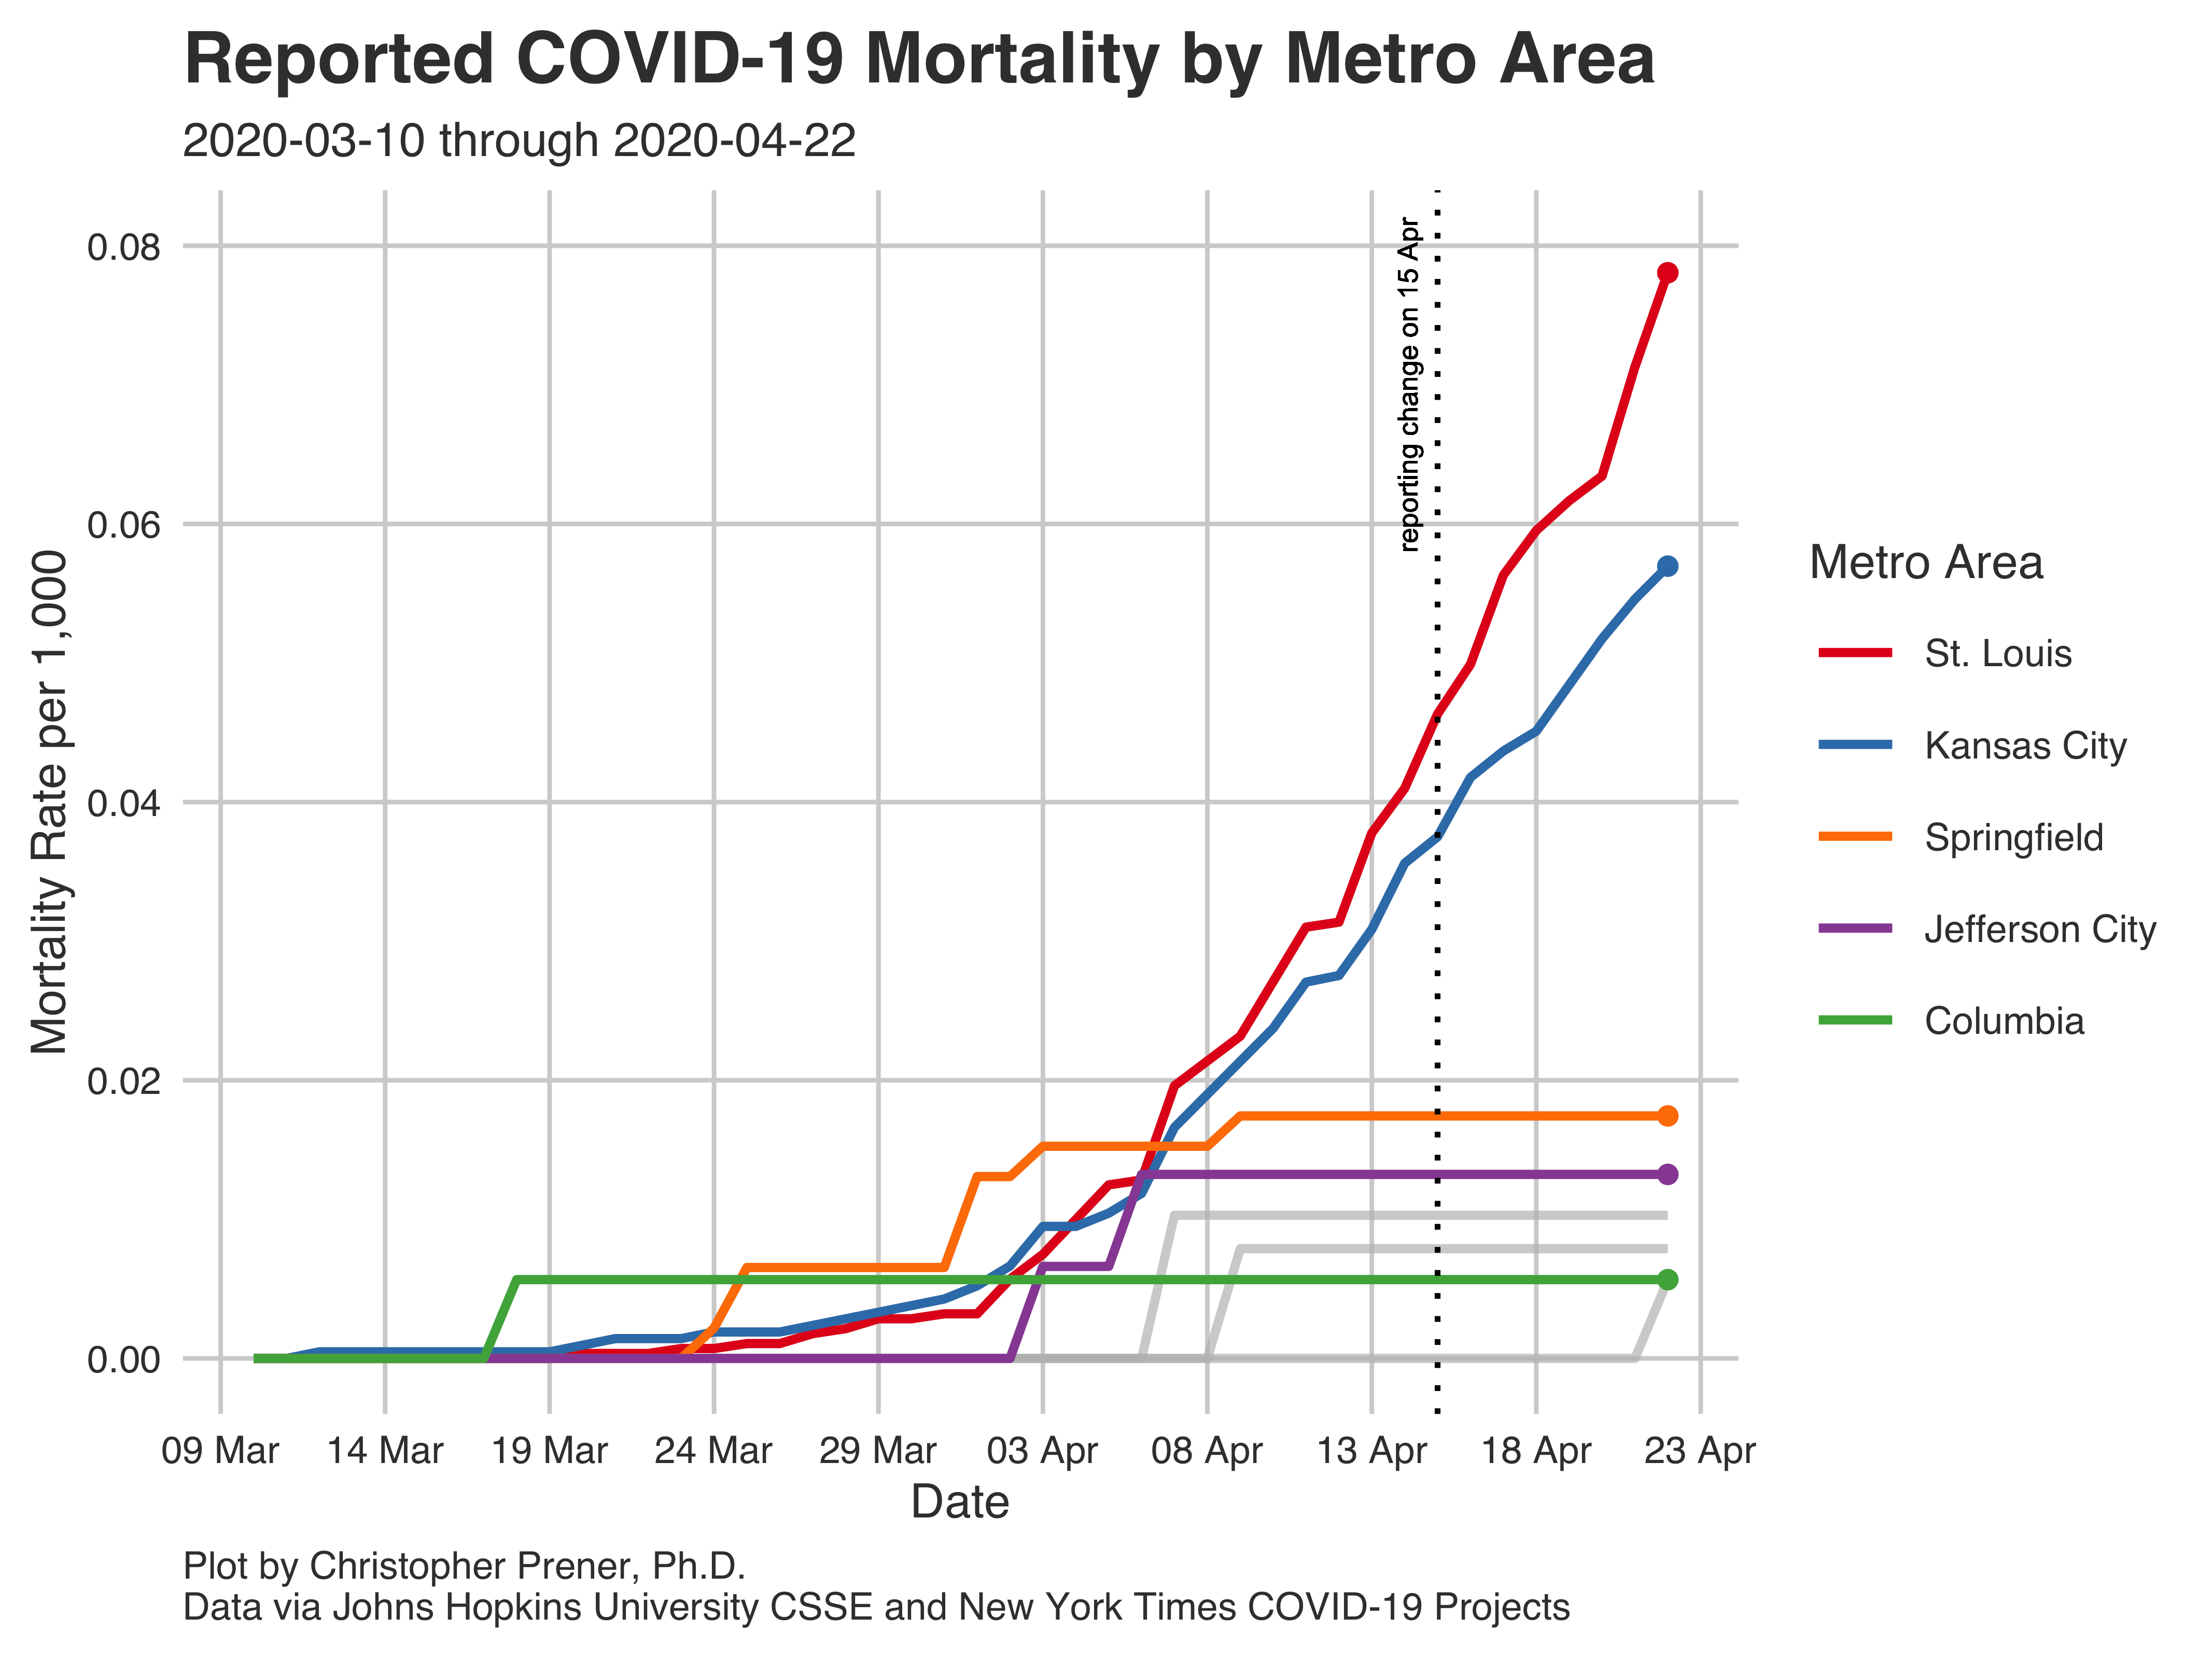 Reported COVID-19 Mortality by Metro Area
2020-03-10 through 2020-04-22
Mortality Rate per 1,000
0.08
0.06
0.04
0.02
0.00
reporting change on 15 Apr
09 Mar
14 Mar
19 Mar
24 Mar
29 Mar
03 Apr
08 Apr
13 Apr
18 Apr
23 Apr
Date
Metro Area
St. Louis
Kansas City
Springfield
Jefferson City
Columbia
Plot by Christopher Prener, Ph.D.
Data via Johns Hopkins University CSSE and New York Times COVID-19 Projects